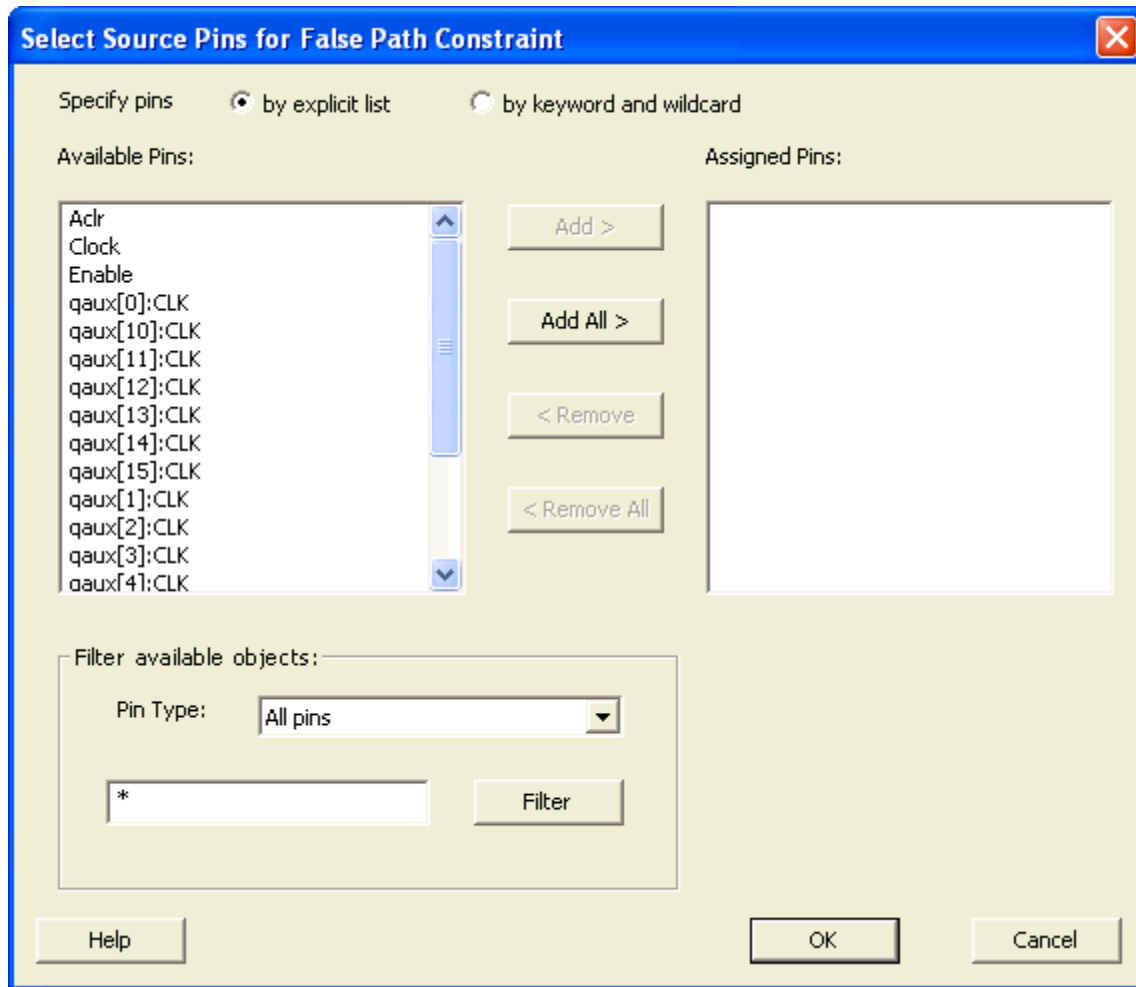 Select Source Pins for False Path Constraint
Specify pins by explicit list by keyword and wildcard
Available Pins: Assigned Pins:
Aclr
Clock
Enable
qaux[0]:CLK
qaux[10]:CLK
qaux[11]:CLK
qaux[12]:CLK
qaux[13]:CLK
qaux[14]:CLK
qaux[15]:CLK
qaux[1]:CLK
qaux[2]:CLK
qaux[3]:CLK
qaux[4]:CLK
Add >
Add All >
< Remove
< Remove All
Filter available objects:
Pin Type: All pins
* Filter
Help OK Cancel